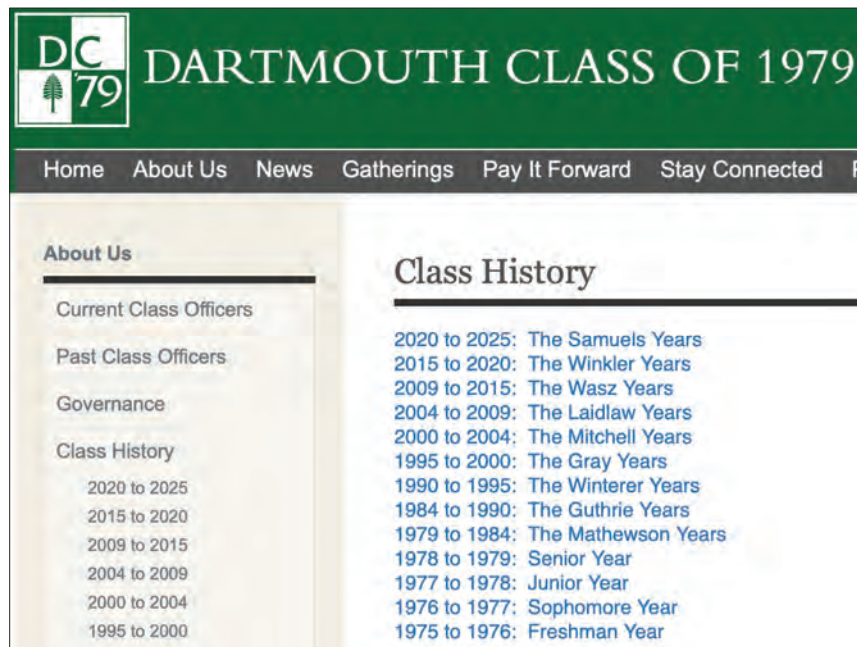 DC
'79
DARTMOUTH CLASS OF 1979
Home About Us News Gatherings Pay It Forward Stay Connected
About Us
Current Class Officers
Past Class Officers
Governance
Class History
2020 to 2025
2015 to 2020
2009 to 2015
2004 to 2009
2000 to 2004
1995 to 2000
Class History
2020 to 2025: The Samuels Years
2015 to 2020: The Winkler Years
2009 to 2015: The Wasz Years
2004 to 2009: The Laidlaw Years
2000 to 2004: The Mitchell Years
1995 to 2000: The Gray Years
1990 to 1995: The Winterer Years
1984 to 1990: The Guthrie Years
1979 to 1984: The Mathewson Years
1978 to 1979: Senior Year
1977 to 1978: Junior Year
1976 to 1977: Sophomore Year
1975 to 1976: Freshman Year